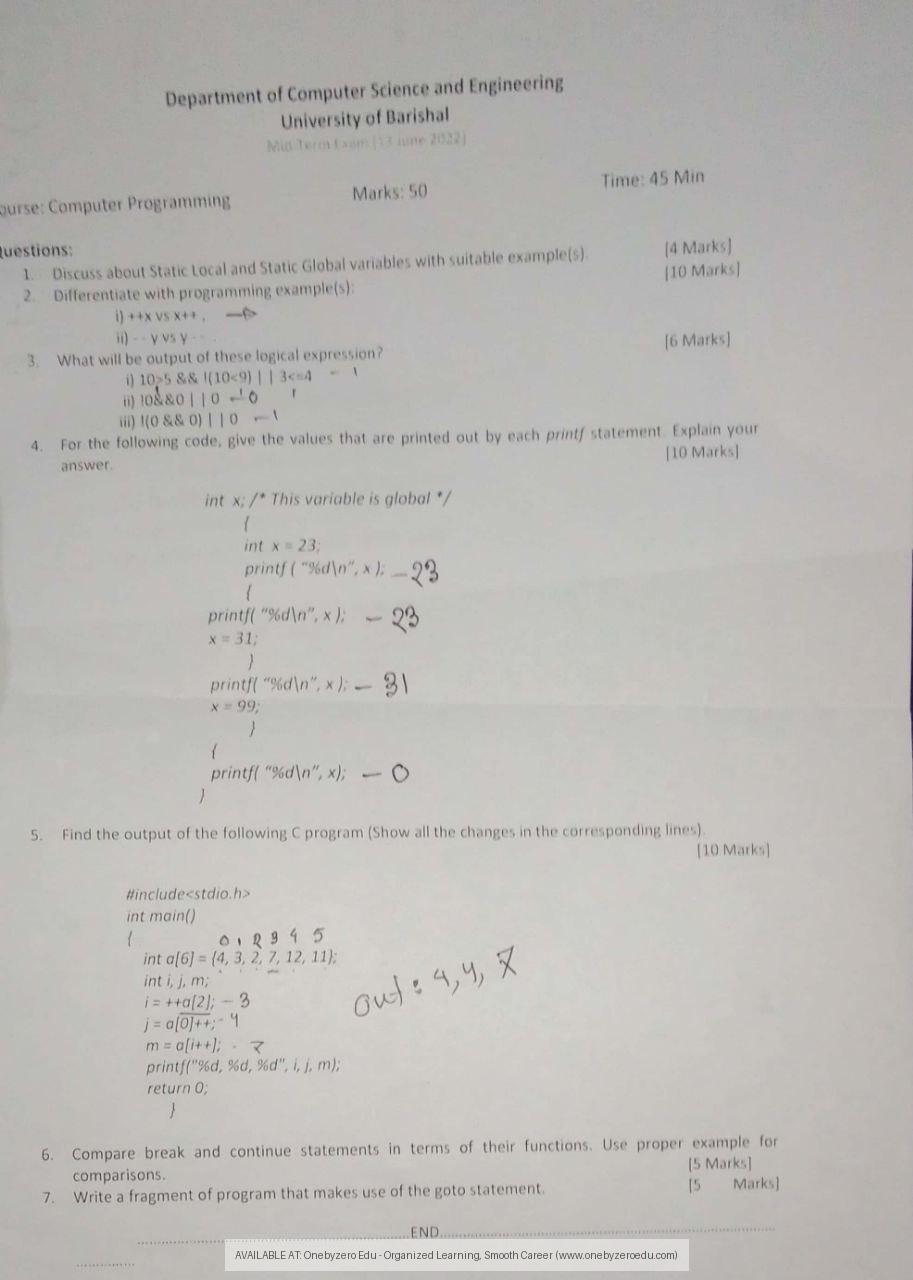 Department of Computer Science and Engineering
University of Barishal
Mid Term Exam [13 June 2022]
ourse: Computer Programming Marks: 50 Time: 45 Min
uestions:
1. Discuss about Static Local and Static Global variables with suitable example(s). [4 Marks]
2. Differentiate with programming example(s): [10 Marks]
i) ++x vs x++ ,
ii) -- y vs y --
3. What will be output of these logical expression? [6 Marks]
i) 10>5 && !(10<9) | | 3<=4 - 1
ii) !0&&0 | | 0 - 0
iii) !(0 && 0) | | 0 - 1
4. For the following code, give the values that are printed out by each printf statement. Explain your
answer. [10 Marks]
int x; /* This variable is global */
{
int x = 23;
printf ( "%d\n", x ); - 23
{
printf( "%d\n", x ); - 23
x = 31;
}
printf( "%d\n", x ); - 31
x = 99;
}
{
printf( "%d\n", x); - 0
}
5. Find the output of the following C program (Show all the changes in the corresponding lines).
[10 Marks]
#include<stdio.h>
int main()
{ 0 1 2 3 4 5
int a[6] = {4, 3, 2, 7, 12, 11};
int i, j, m;
i = ++a[2]; - 3
j = a[0]++; - 4
m = a[i++]; - 7
out : 4, 4, 7
printf("%d, %d, %d", i, j, m);
return 0;
}
6. Compare break and continue statements in terms of their functions. Use proper example for
comparisons. [5 Marks]
7. Write a fragment of program that makes use of the goto statement. [5 Marks]
END
AVAILABLE AT: Onebyzero Edu - Organized Learning, Smooth Career (www.onebyzeroedu.com)